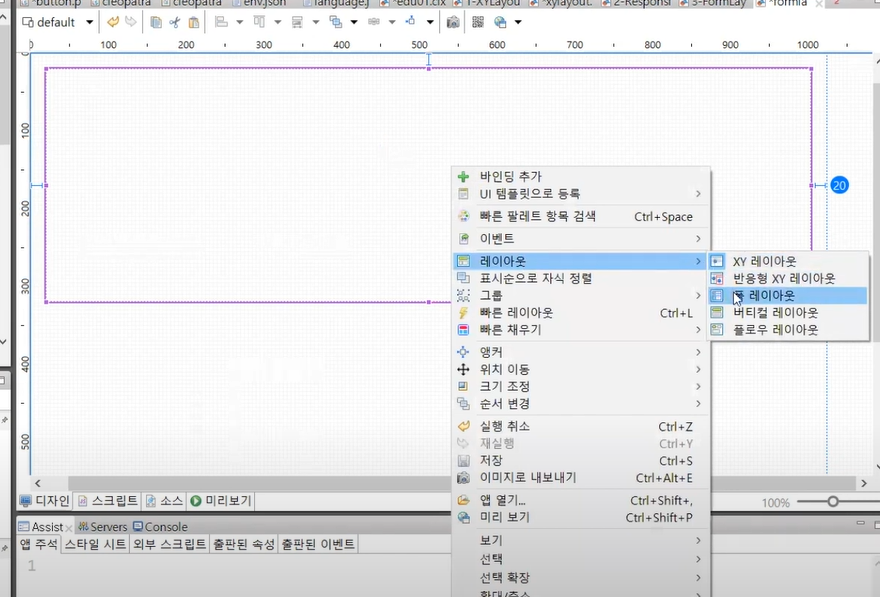 *button.p cleopatra cleopatra env.json language.j *edu01.clx 1-XYLayou *xylayout. 2-Responsi 3-FormLay *formla
default
0 100 200 300 400 500 600 700 800 900 1000
100
200
300
400
500
20
바인딩 추가
UI 템플릿으로 등록
빠른 팔레트 항목 검색 Ctrl+Space
이벤트
레이아웃
표시순으로 자식 정렬
그룹
빠른 레이아웃 Ctrl+L
빠른 채우기
앵커
위치 이동
크기 조정
순서 변경
실행 취소 Ctrl+Z
재실행 Ctrl+Y
저장 Ctrl+S
이미지로 내보내기 Ctrl+Alt+E
앱 열기... Ctrl+Shift+,
미리 보기 Ctrl+Shift+P
보기
선택
선택 확장
확대/축소
XY 레이아웃
반응형 XY 레이아웃
폼 레이아웃
버티컬 레이아웃
플로우 레이아웃
디자인 스크립트 소스 미리보기
100%
Assist Servers Console
앱 주석 스타일 시트 외부 스크립트 출판된 속성 출판된 이벤트
1